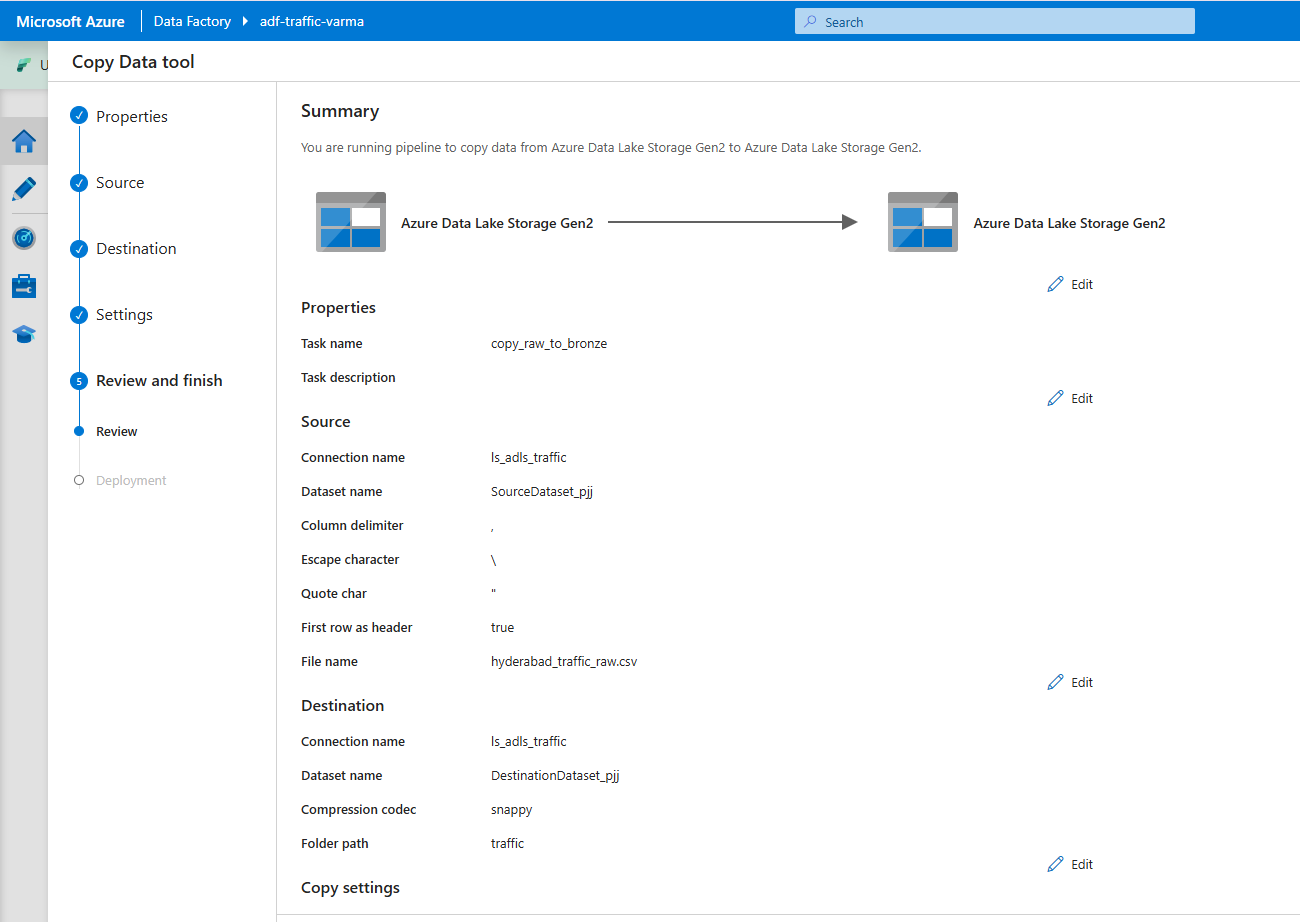 Microsoft Azure Data Factory adf-traffic-varma Search
U
Copy Data tool
Properties
Source
Destination
Settings
5 Review and finish
Review
Deployment
Summary
You are running pipeline to copy data from Azure Data Lake Storage Gen2 to Azure Data Lake Storage Gen2.
Azure Data Lake Storage Gen2 Azure Data Lake Storage Gen2
Edit
Properties
Task name copy_raw_to_bronze
Task description
Edit
Source
Connection name ls_adls_traffic
Dataset name SourceDataset_pjj
Column delimiter ,
Escape character \
Quote char "
First row as header true
File name hyderabad_traffic_raw.csv
Edit
Destination
Connection name ls_adls_traffic
Dataset name DestinationDataset_pjj
Compression codec snappy
Folder path traffic
Edit
Copy settings